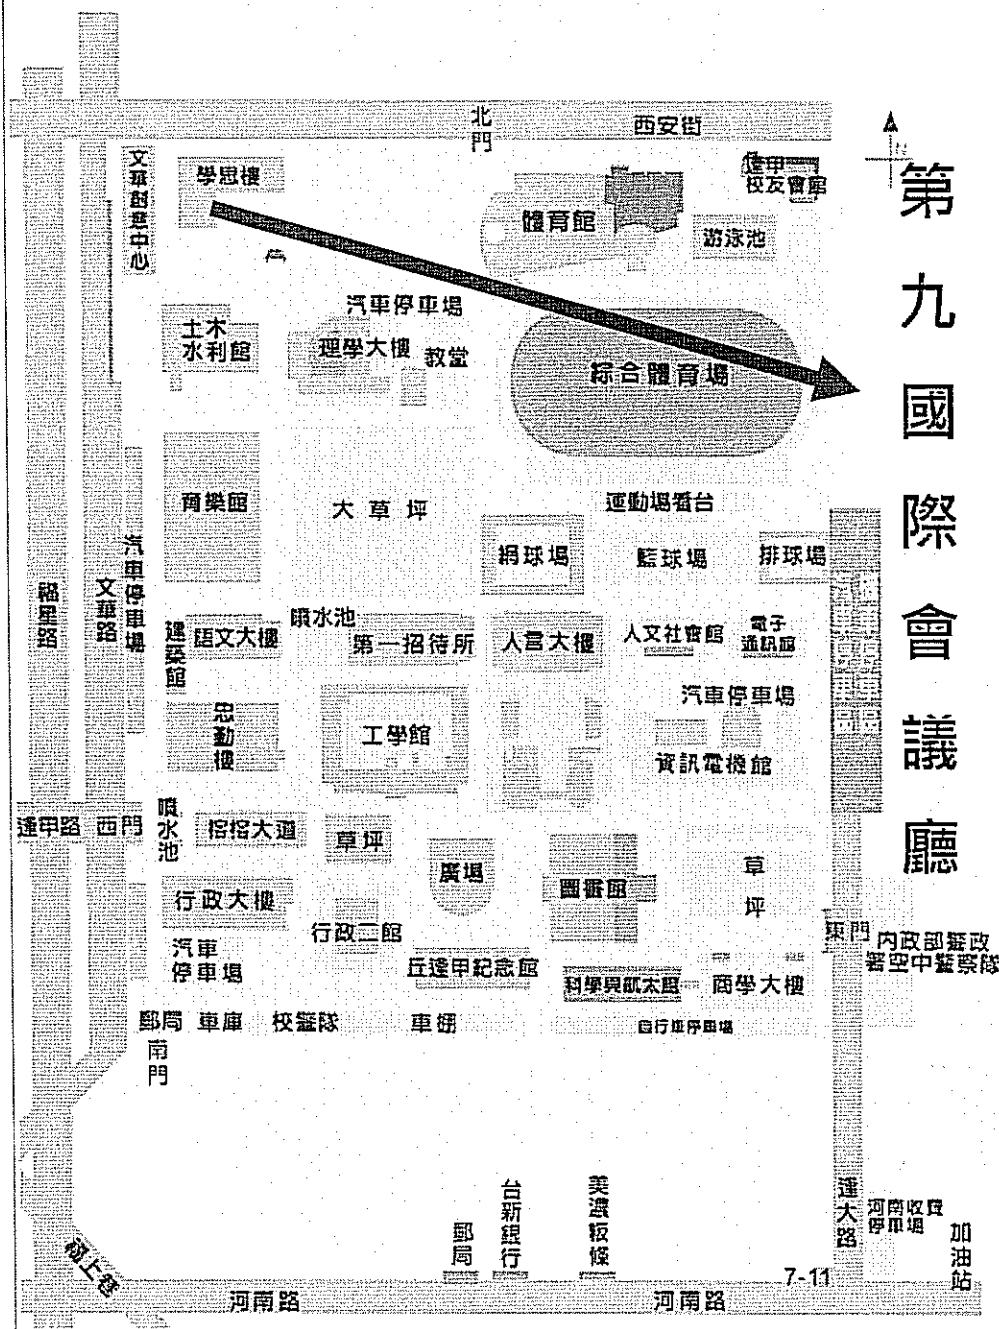 北門
西安街
第九國際會議廳
文華創意中心
學思樓
體育館
逢甲
校友會館
游泳池
汽車停車場
土木
水利館
理學大樓
教堂
綜合體育場
育樂館
大草坪
運動場看台
網球場
籃球場
排球場
福星路
文華路
汽車停車場
建築館
語文大樓
噴水池
第一招待所
人言大樓
人文社會館
電子
通訊館
忠勤樓
工學館
汽車停車場
資訊電機館
逢甲路
西門
噴水池
榕榕大道
草坪
廣場
圖書館
草坪
行政大樓
行政二館
東門
內政部警政
署空中警察隊
汽車
停車場
丘逢甲紀念館
科學與航太館
商學大樓
郵局
車庫
校警隊
車棚
自行車停車場
南門
逢大路
河南收費
停車場
加油站
郵局
台新銀行
美濃粄條
7-11
河南路
河南路